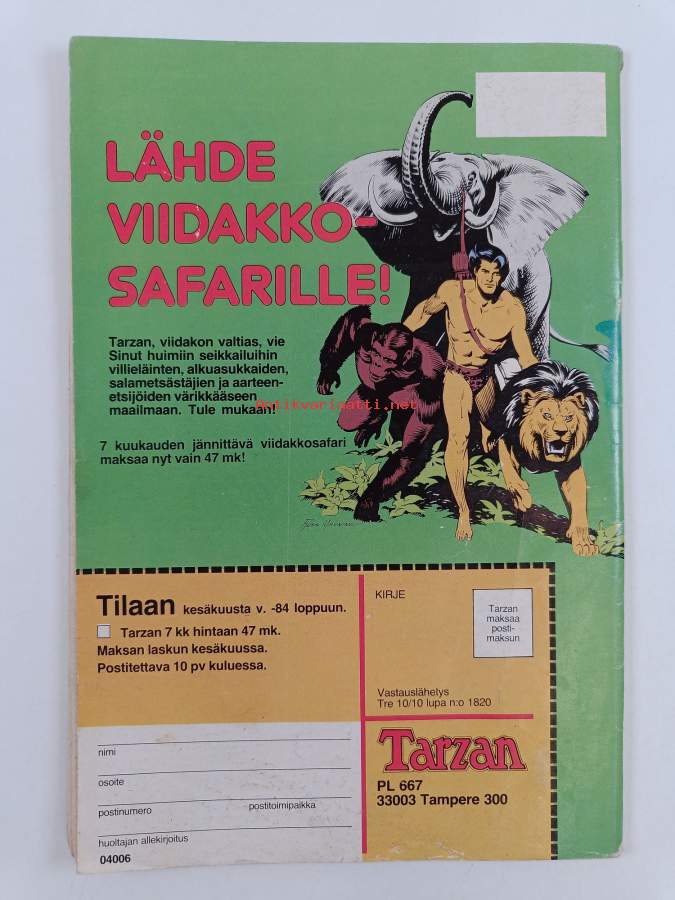 LÄHDE
VIIDAKKO-
SAFARILLE!
Tarzan, viidakon valtias, vie
Sinut huimiin seikkailuihin
villieläinten, alkuasukkaiden,
salametsästäjien ja aarteen-
etsijöiden värikkääseen
maailmaan. Tule mukaan!
Antikvariaatti.net
7 kuukauden jännittävä viidakkosafari
maksaa nyt vain 47 mk!
Tilaan kesäkuusta v. -84 loppuun.
Tarzan 7 kk hintaan 47 mk.
Maksan laskun kesäkuussa.
Postitettava 10 pv kuluessa.
KIRJE
Tarzan
maksaa
posti-
maksun
Vastauslähetys
Tre 10/10 lupa n:o 1820
nimi
osoite
postinumero postitoimipaikka
huoltajan allekirjoitus
04006
Tarzan
PL 667
33003 Tampere 300